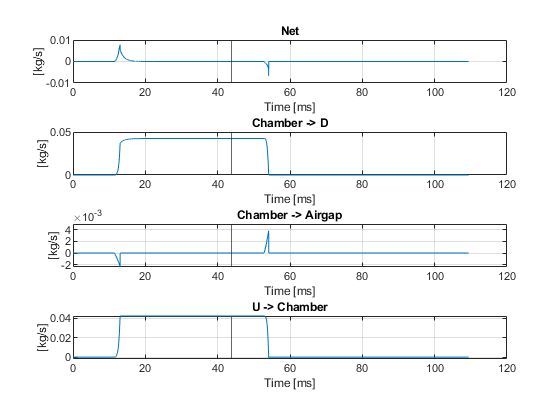 Net
0.01
0
-0.01
[kg/s]
0 20 40 60 80 100 120
Time [ms]
Chamber -> D
0.05
0
[kg/s]
0 20 40 60 80 100 120
Time [ms]
×10⁻³ Chamber -> Airgap
4
2
0
-2
[kg/s]
0 20 40 60 80 100 120
Time [ms]
U -> Chamber
0.04
0.02
0
[kg/s]
0 20 40 60 80 100 120
Time [ms]